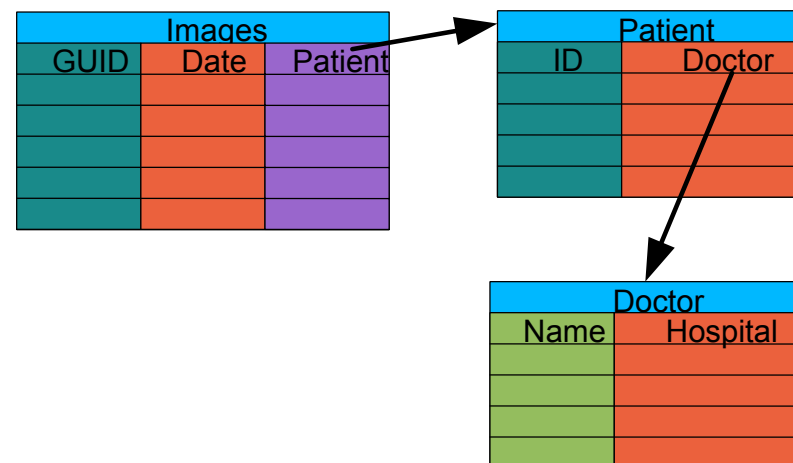 Images
GUID Date Patient
Patient
ID Doctor
Doctor
Name Hospital